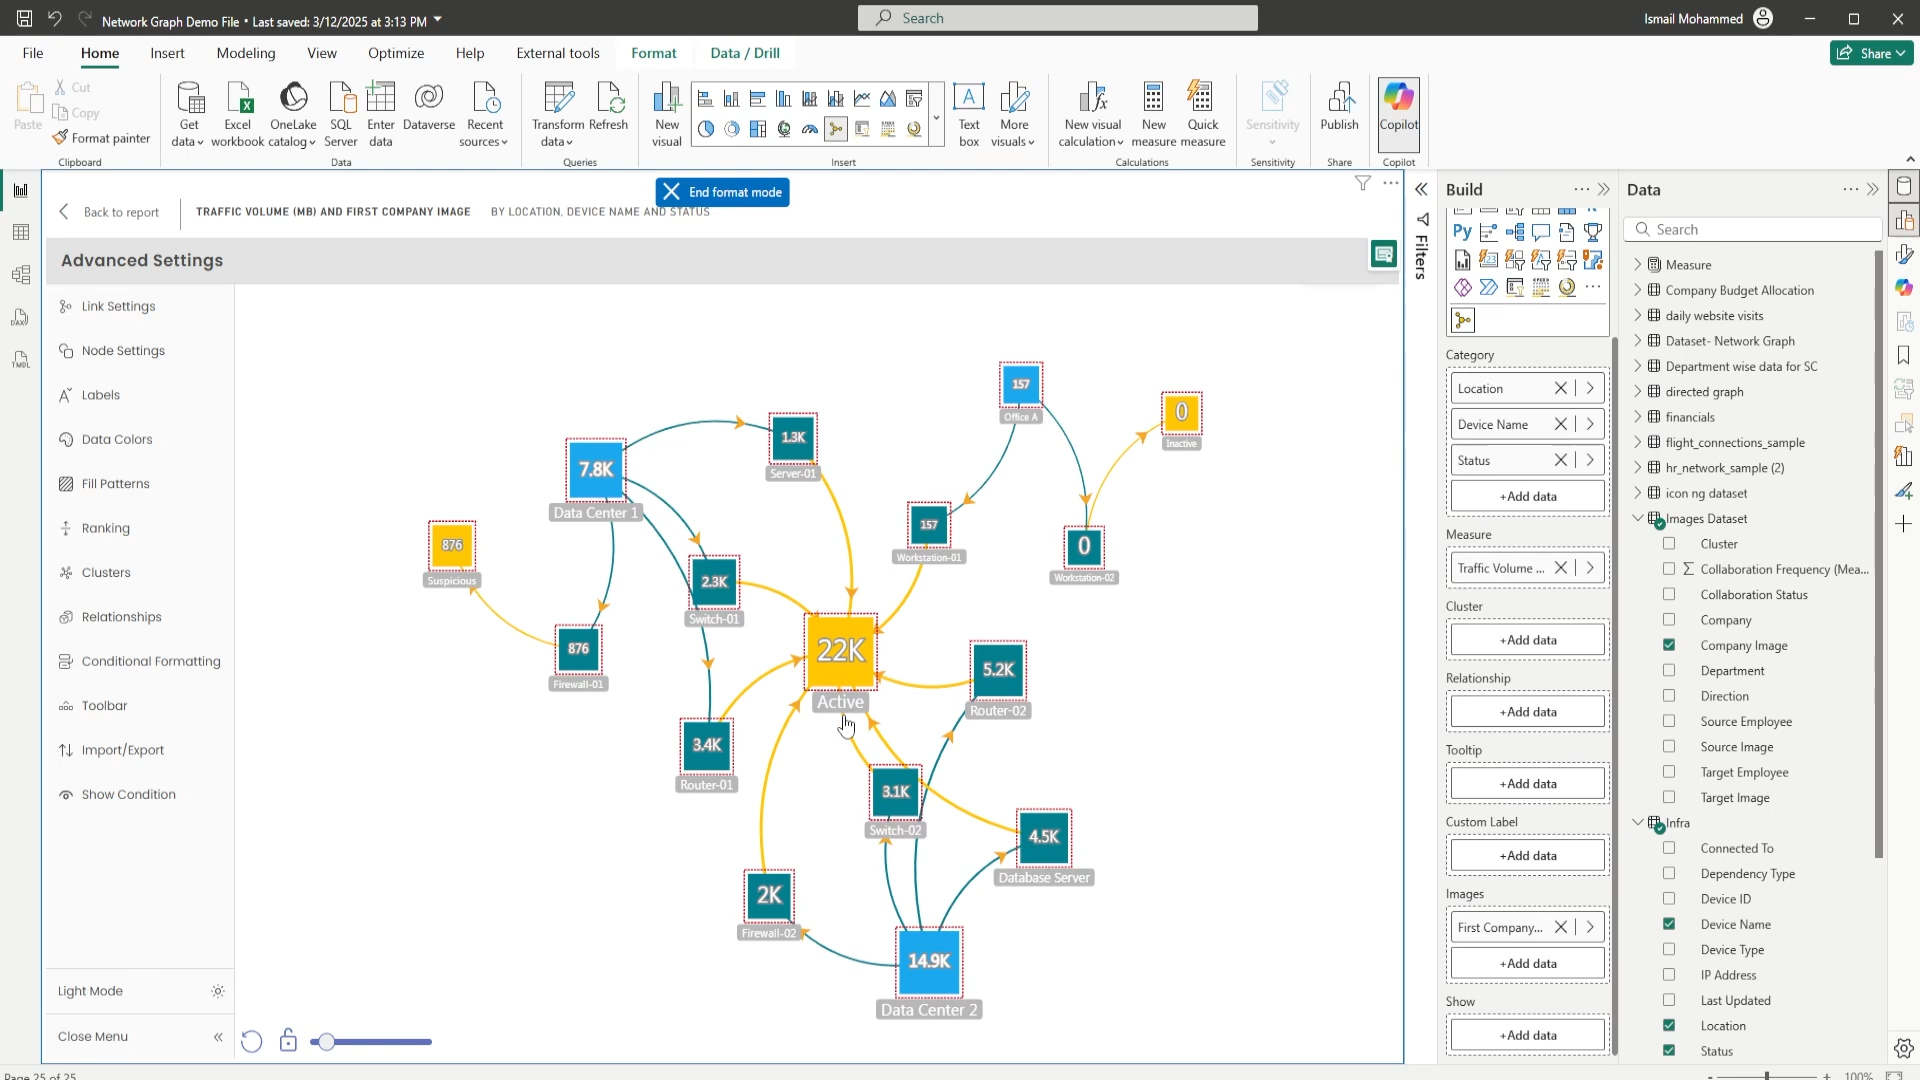 Network Graph Demo File • Last saved: 3/12/2025 at 3:13 PM
Search
Ismail Mohammed
File
Home
Insert
Modeling
View
Optimize
Help
External tools
Format
Data / Drill
Share
Paste
Cut
Copy
Format painter
Clipboard
Get data
Excel workbook
OneLake catalog
SQL Server
Enter data
Dataverse
Recent sources
Data
Transform data
Refresh
Queries
New visual
Text box
More visuals
Insert
New visual calculation
New measure
Quick measure
Calculations
Sensitivity
Sensitivity
Publish
Share
Copilot
Copilot
DAX
TMDL
End format mode
Back to report
TRAFFIC VOLUME (MB) AND FIRST COMPANY IMAGE
BY LOCATION, DEVICE NAME AND STATUS
Advanced Settings
Link Settings
Node Settings
Labels
Data Colors
Fill Patterns
Ranking
Clusters
Relationships
Conditional Formatting
Toolbar
Import/Export
Show Condition
Light Mode
Close Menu
157
Office A
0
Inactive
1.3K
Server-01
7.8K
Data Center 1
157
Workstation-01
0
Workstation-02
876
Suspicious
2.3K
Switch-01
876
Firewall-01
22K
Active
5.2K
Router-02
3.4K
Router-01
3.1K
Switch-02
4.5K
Database Server
2K
Firewall-02
14.9K
Data Center 2
Filters
Build
Py
123
Category
Location
Device Name
Status
+Add data
Measure
Traffic Volume ...
Cluster
+Add data
Relationship
+Add data
Tooltip
+Add data
Custom Label
+Add data
Images
First Company...
+Add data
Show
+Add data
Data
Search
Measure
Company Budget Allocation
daily website visits
Dataset- Network Graph
Department wise data for SC
directed graph
financials
flight_connections_sample
hr_network_sample (2)
icon ng dataset
Images Dataset
Cluster
Collaboration Frequency (Mea...
Collaboration Status
Company
Company Image
Department
Direction
Source Employee
Source Image
Target Employee
Target Image
Infra
Connected To
Dependency Type
Device ID
Device Name
Device Type
IP Address
Last Updated
Location
Status
Page 25 of 25
100%